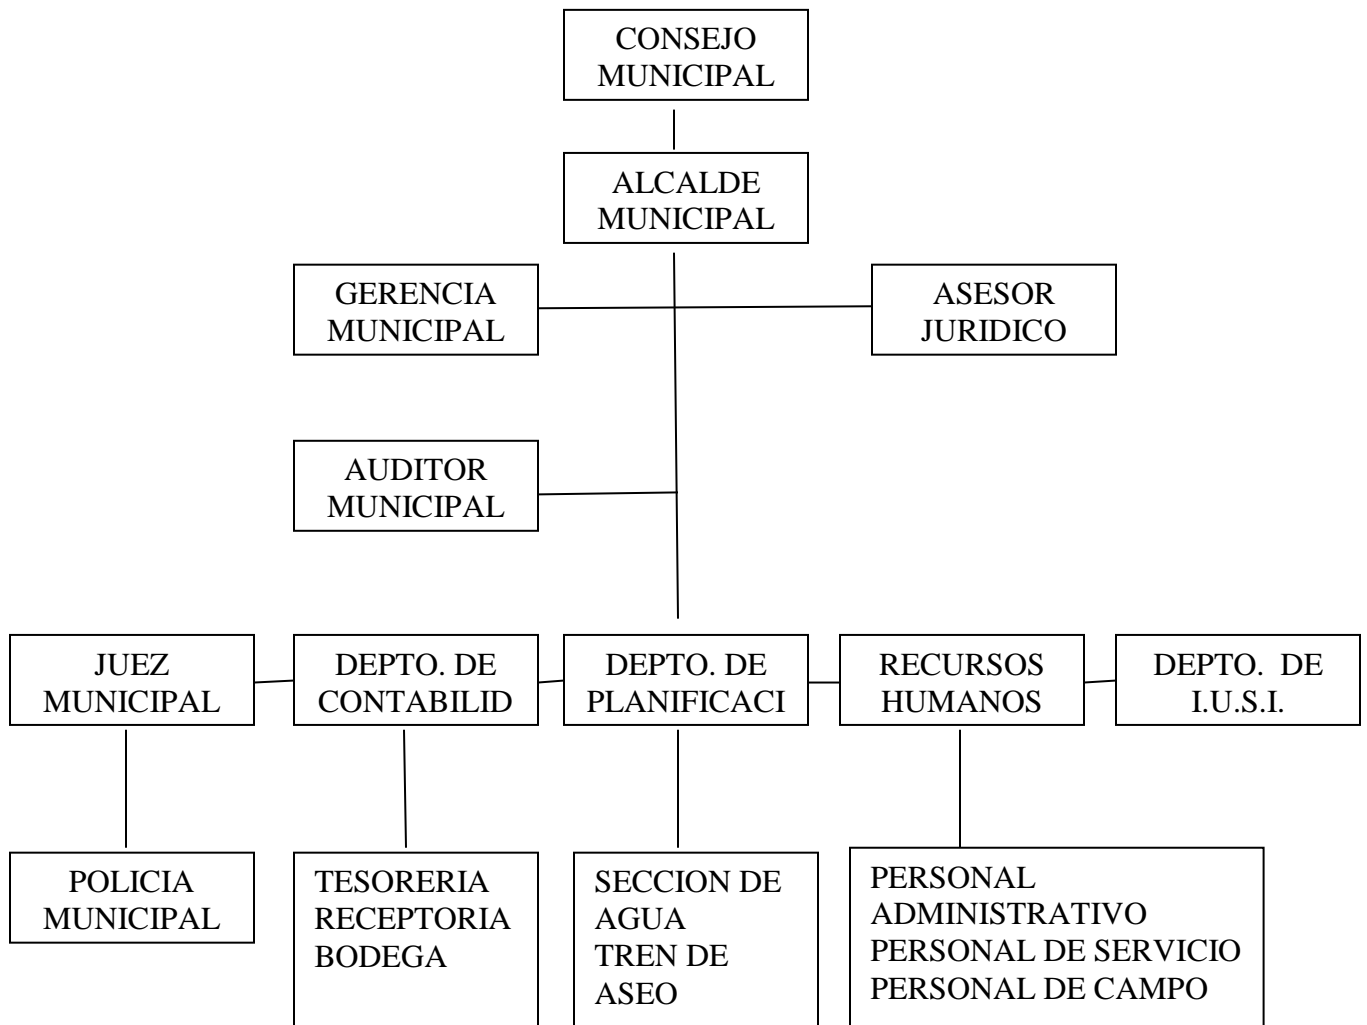 CONSEJO
MUNICIPAL
ALCALDE
MUNICIPAL
GERENCIA
MUNICIPAL
ASESOR
JURIDICO
AUDITOR
MUNICIPAL
JUEZ
MUNICIPAL
DEPTO. DE
CONTABILID
DEPTO. DE
PLANIFICACI
RECURSOS
HUMANOS
DEPTO. DE
I.U.S.I.
POLICIA
MUNICIPAL
TESORERIA
RECEPTORIA
BODEGA
SECCION DE
AGUA
TREN DE
ASEO
PERSONAL
ADMINISTRATIVO
PERSONAL DE SERVICIO
PERSONAL DE CAMPO